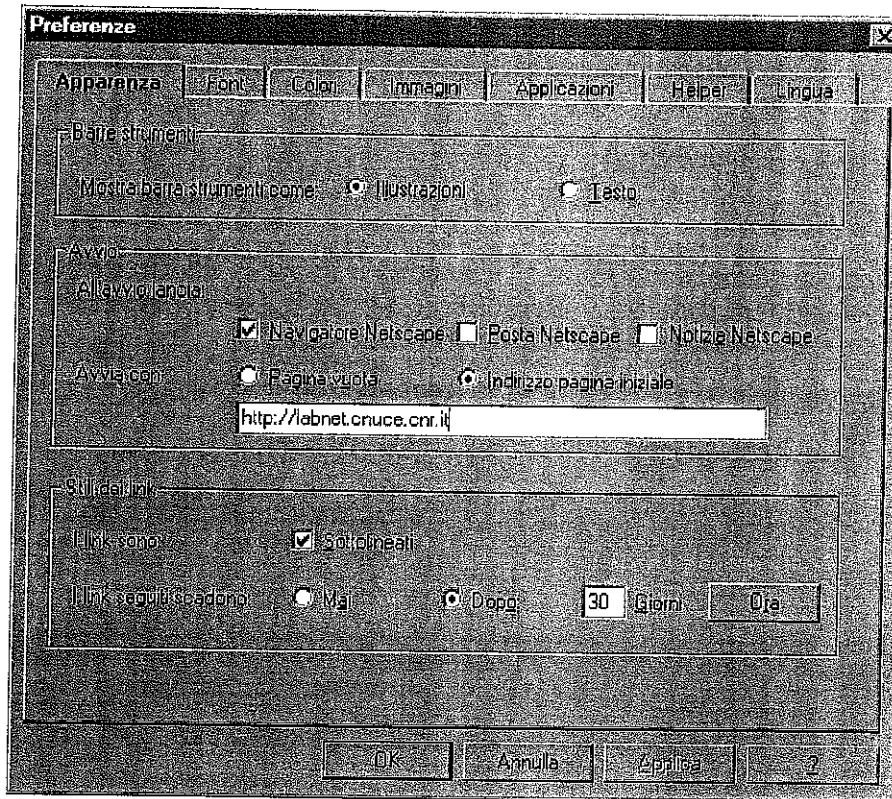 Preferenze
Apparenza Font Colori Immagini Applicazioni Helper Lingua
Barre strumenti
Mostra barra strumenti come: Illustrazioni Testo
Avvio
All'avvio lancia:
Navigatore Netscape Posta Netscape Notizie Netscape
Avvia con: Pagina vuota Indirizzo pagina iniziale
http://labnet.cnuce.cnr.it
Stili dei link
I link sono: Sottolineati
I link seguiti scadono: Mai Dopo 30 Giorni Ora
OK Annulla Applica ?